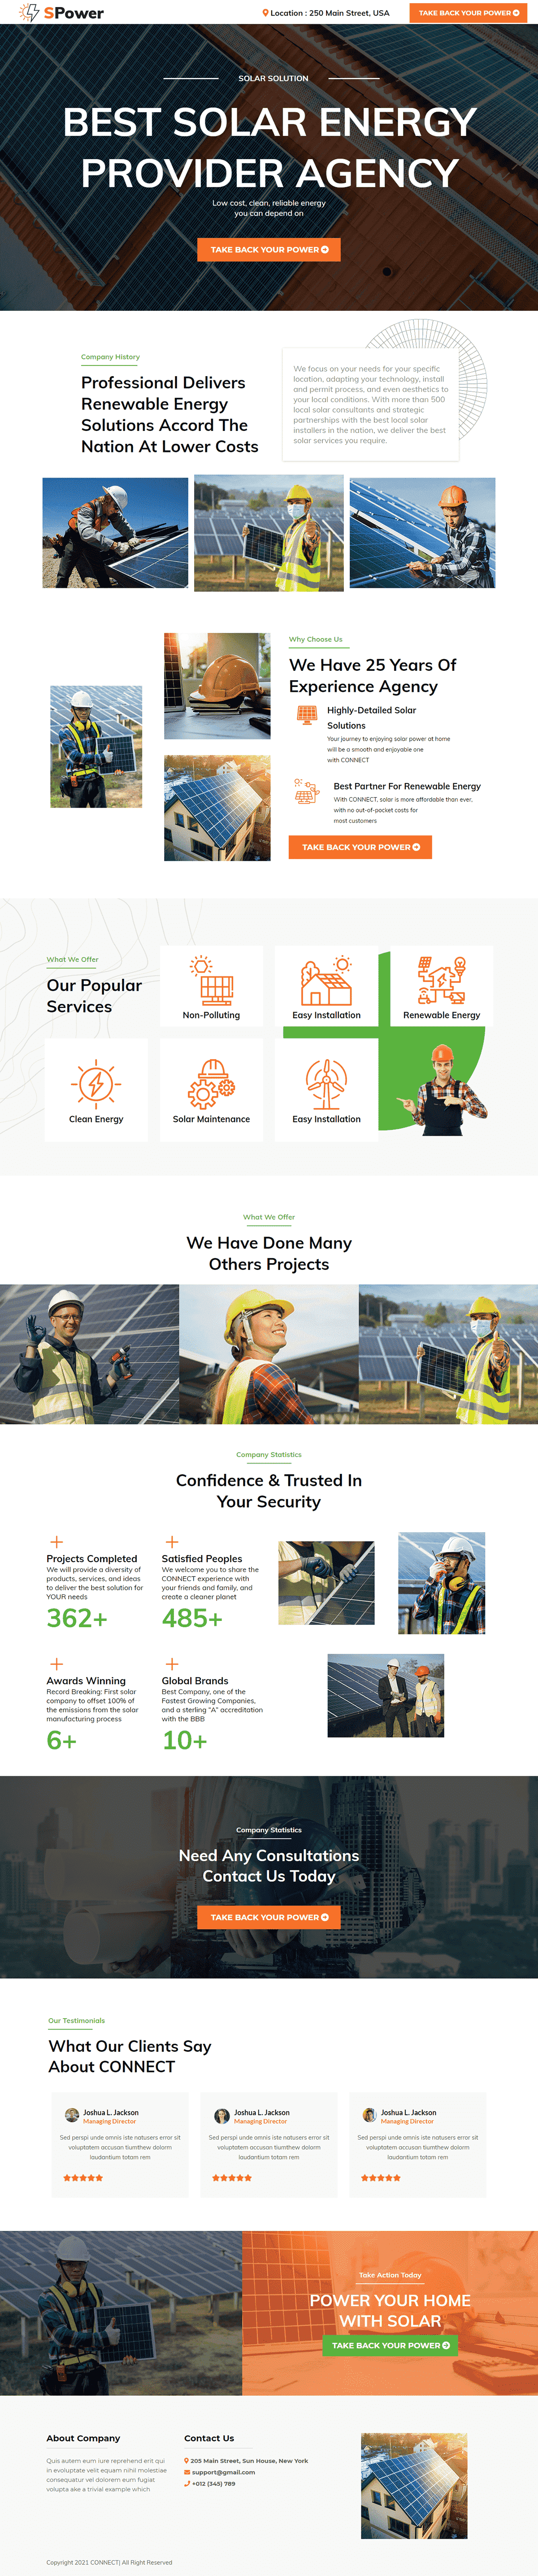 SPower
Location : 250 Main Street, USA
TAKE BACK YOUR POWER
SOLAR SOLUTION
BEST SOLAR ENERGY
PROVIDER AGENCY
Low cost, clean, reliable energy
you can depend on
TAKE BACK YOUR POWER
Company History
Professional Delivers
Renewable Energy
Solutions Accord The
Nation At Lower Costs
We focus on your needs for your specific
location, adapting your technology, install
and permit process, and even aesthetics to
your local conditions. With more than 500
local solar consultants and strategic
partnerships with the best local solar
installers in the nation, we deliver the best
solar services you require.
Why Choose Us
We Have 25 Years Of
Experience Agency
Highly-Detailed Solar
Solutions
Your journey to enjoying solar power at home
will be a smooth and enjoyable one
with CONNECT
Best Partner For Renewable Energy
With CONNECT, solar is more affordable than ever,
with no out-of-pocket costs for
most customers
TAKE BACK YOUR POWER
What We Offer
Our Popular
Services
Non-Polluting
Easy Installation
Renewable Energy
Clean Energy
Solar Maintenance
Easy Installation
What We Offer
We Have Done Many
Others Projects
Company Statistics
Confidence & Trusted In
Your Security
Projects Completed
We will provide a diversity of
products, services, and ideas
to deliver the best solution for
YOUR needs
362+
Satisfied Peoples
We welcome you to share the
CONNECT experience with
your friends and family, and
create a cleaner planet
485+
Awards Winning
Record Breaking: First solar
company to offset 100% of
the emissions from the solar
manufacturing process
6+
Global Brands
Best Company, one of the
Fastest Growing Companies,
and a sterling "A" accreditation
with the BBB
10+
Company Statistics
Need Any Consultations
Contact Us Today
TAKE BACK YOUR POWER
Our Testimonials
What Our Clients Say
About CONNECT
Joshua L. Jackson
Managing Director
Sed perspi unde omnis iste natusers error sit
voluptatem accusan tiumthew dolorm
laudantium totam rem
Joshua L. Jackson
Managing Director
Sed perspi unde omnis iste natusers error sit
voluptatem accusan tiumthew dolorm
laudantium totam rem
Joshua L. Jackson
Managing Director
Sed perspi unde omnis iste natusers error sit
voluptatem accusan tiumthew dolorm
laudantium totam rem
Take Action Today
POWER YOUR HOME
WITH SOLAR
TAKE BACK YOUR POWER
About Company
Quis autem eum iure reprehend erit qui
in evoluptate velit equam nihil molestiae
consequatur vel dolorem eum fugiat
volupta ake a trivial example which
Contact Us
205 Main Street, Sun House, New York
support@gmail.com
+012 (345) 789
Copyright 2021 CONNECT| All Right Reserved